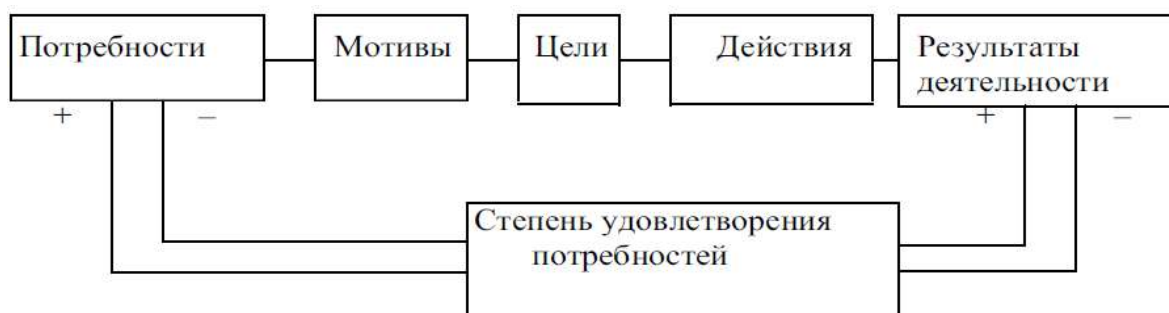 Потребности
Мотивы
Цели
Действия
Результаты
деятельности
+
–
+
–
Степень удовлетворения
потребностей